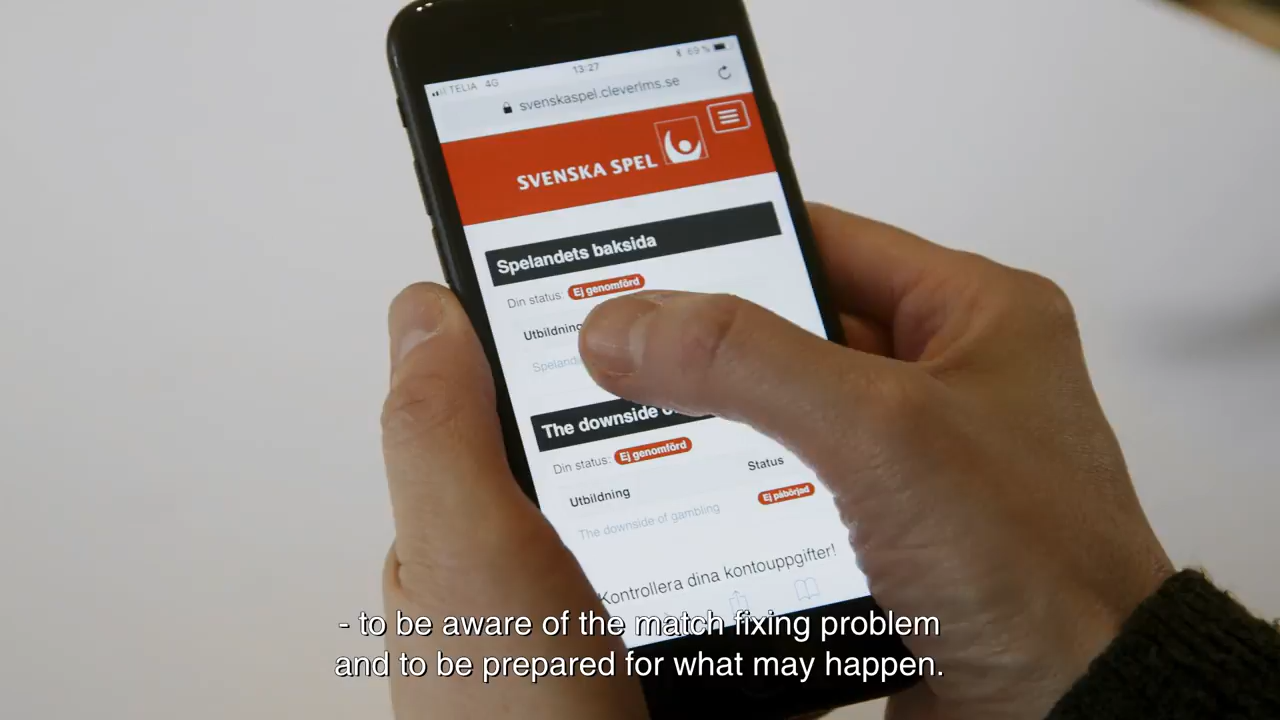 TELIA 4G 13:27 69 %
svenskaspel.cleverlms.se
SVENSKA SPEL
Spelandets baksida
Din status: Ej genomförd
Utbildning
The downside
Din status: Ej genomförd
Utbildning Status
The downside of gambling Ej påbörjad
Kontrollera dina kontouppgifter!
- to be aware of the match fixing problem
and to be prepared for what may happen.